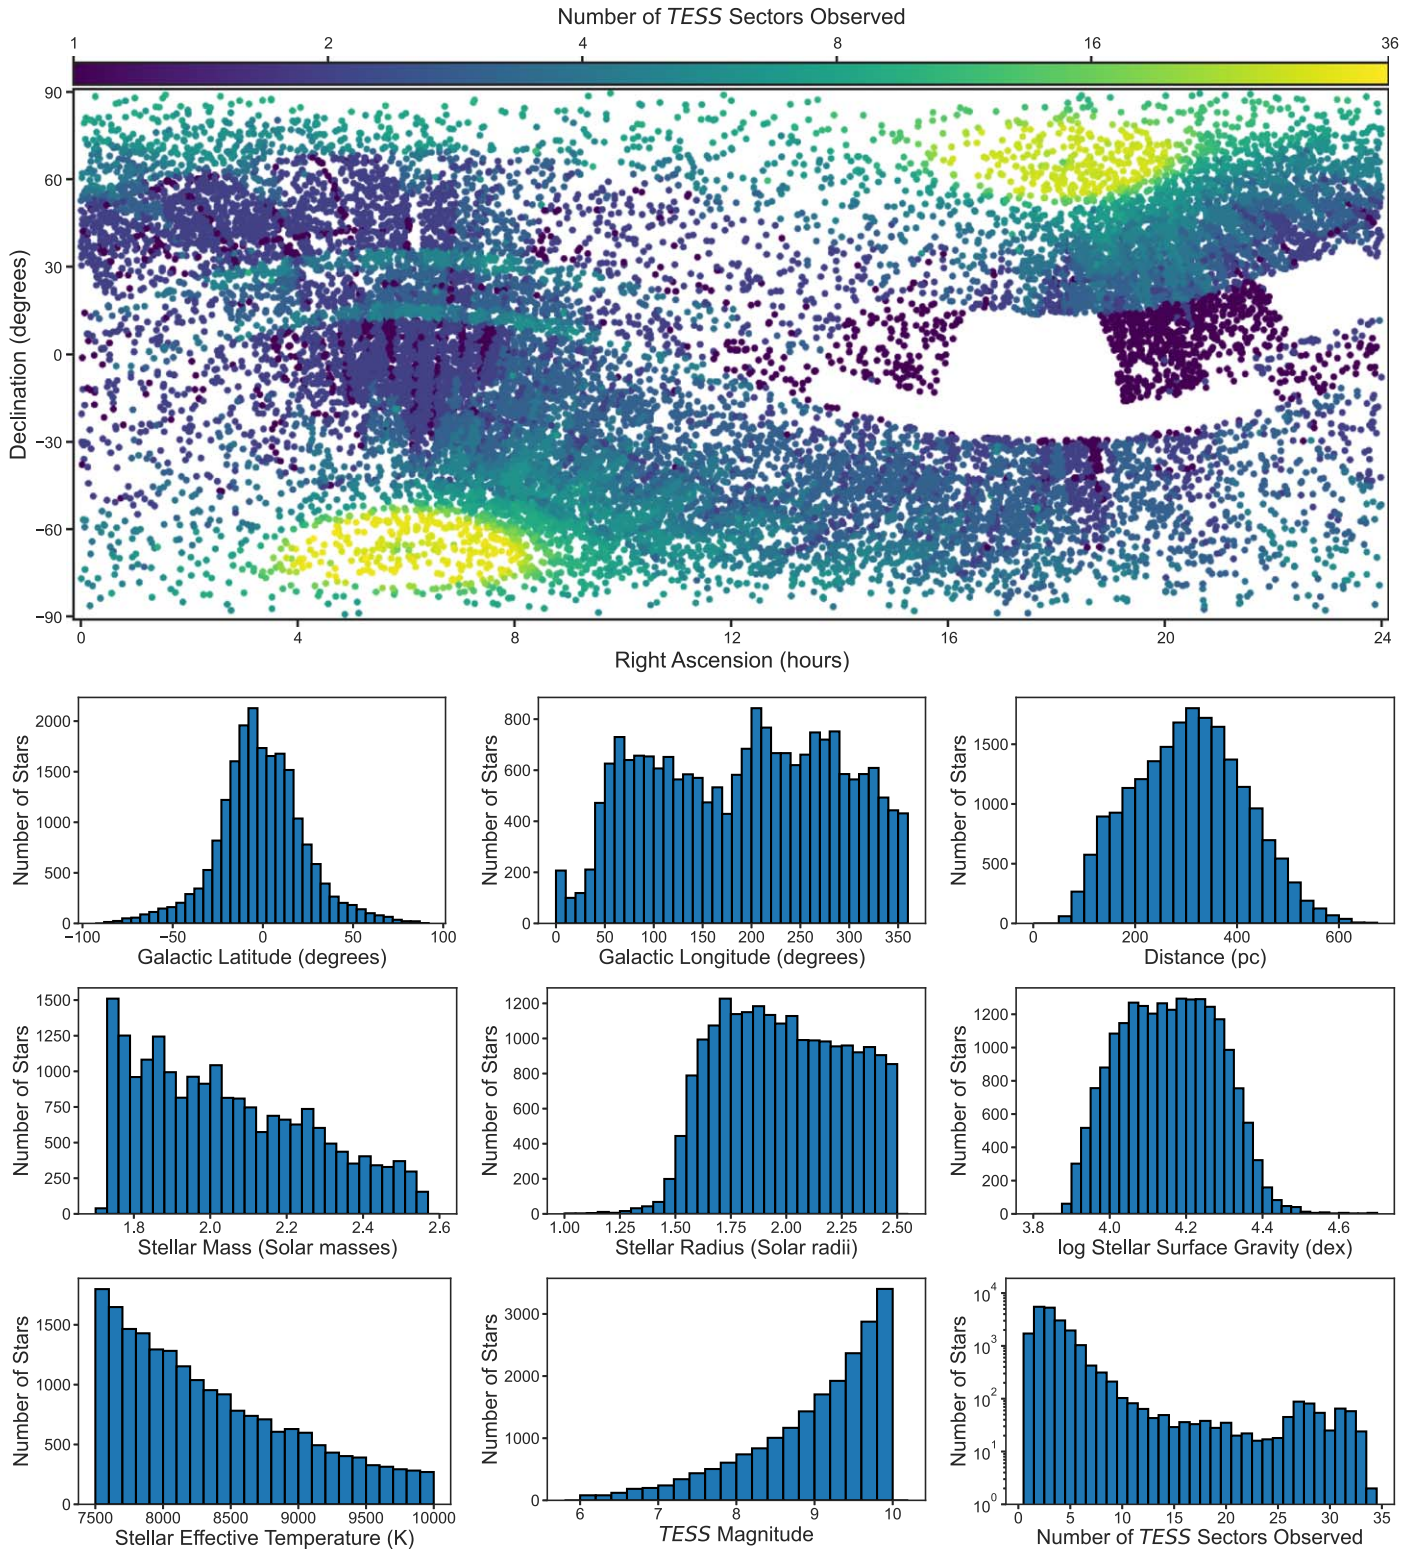 Number of TESS Sectors Observed
1 2 4 8 16 36
90
60
30
0
−30
−60
−90
Declination (degrees)
0 4 8 12 16 20 24
Right Ascension (hours)
2000
1500
1000
500
0
Number of Stars
−100 −50 0 50 100
Galactic Latitude (degrees)
800
600
400
200
0
Number of Stars
0 50 100 150 200 250 300 350
Galactic Longitude (degrees)
1500
1000
500
0
Number of Stars
0 200 400 600
Distance (pc)
1500
1250
1000
750
500
250
0
Number of Stars
1.8 2.0 2.2 2.4 2.6
Stellar Mass (Solar masses)
1200
1000
800
600
400
200
0
Number of Stars
1.00 1.25 1.50 1.75 2.00 2.25 2.50
Stellar Radius (Solar radii)
1200
1000
800
600
400
200
0
Number of Stars
3.8 4.0 4.2 4.4 4.6
log Stellar Surface Gravity (dex)
1500
1000
500
0
Number of Stars
7500 8000 8500 9000 9500 10000
Stellar Effective Temperature (K)
3000
2000
1000
0
Number of Stars
6 7 8 9 10
TESS Magnitude
10⁴
10³
10²
10¹
10⁰
Number of Stars
0 5 10 15 20 25 30 35
Number of TESS Sectors Observed